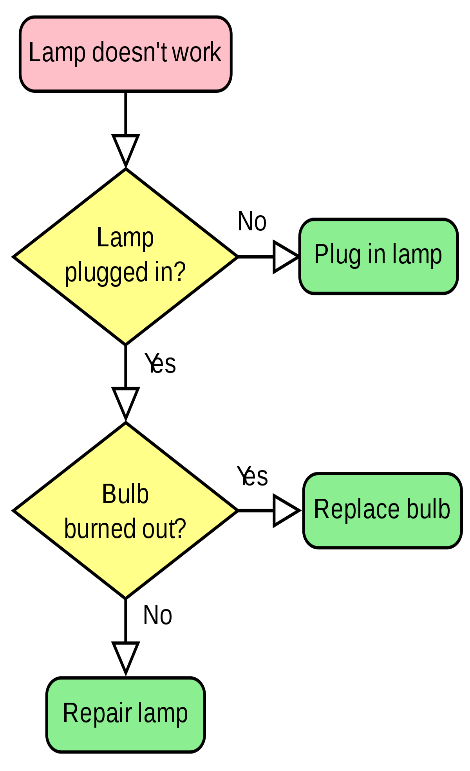 Lamp doesn't work
Lamp
plugged in?
No
Plug in lamp
Yes
Bulb
burned out?
Yes
Replace bulb
No
Repair lamp